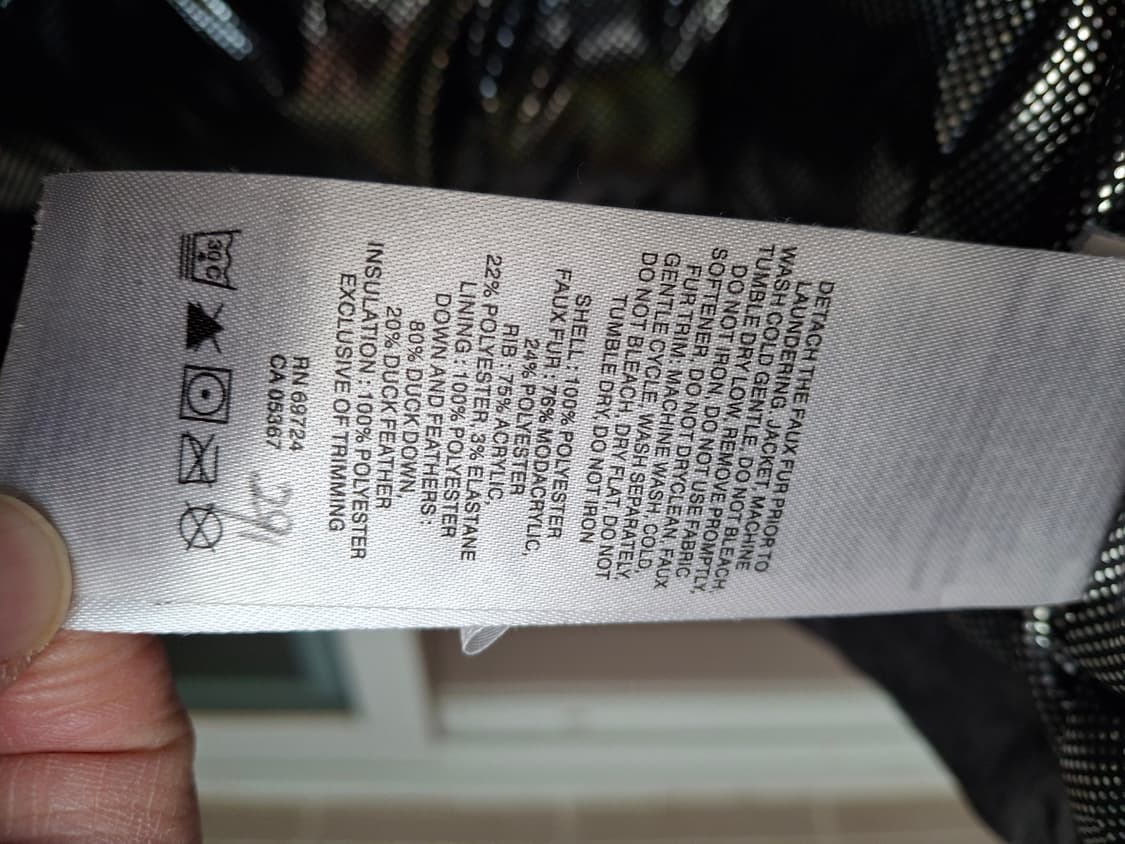 DETACH THE FAUX FUR PRIOR TO
LAUNDERING. JACKET: MACHINE
WASH COLD GENTLE. DO NOT BLEACH,
TUMBLE DRY LOW, REMOVE PROMPTLY,
DO NOT IRON, DO NOT USE FABRIC
SOFTENER, DO NOT DRYCLEAN. FAUX
FUR TRIM: MACHINE WASH, COLD,
GENTLE CYCLE, WASH SEPARATELY,
DO NOT BLEACH, DRY FLAT, DO NOT
TUMBLE DRY, DO NOT IRON
SHELL : 100% POLYESTER
FAUX FUR : 76% MODACRYLIC,
24% POLYESTER
RIB : 75% ACRYLIC,
22% POLYESTER, 3% ELASTANE
LINING : 100% POLYESTER
DOWN AND FEATHERS :
80% DUCK DOWN,
20% DUCK FEATHER
INSULATION : 100% POLYESTER
EXCLUSIVE OF TRIMMING
RN 69724
CA 05367
291
30 C